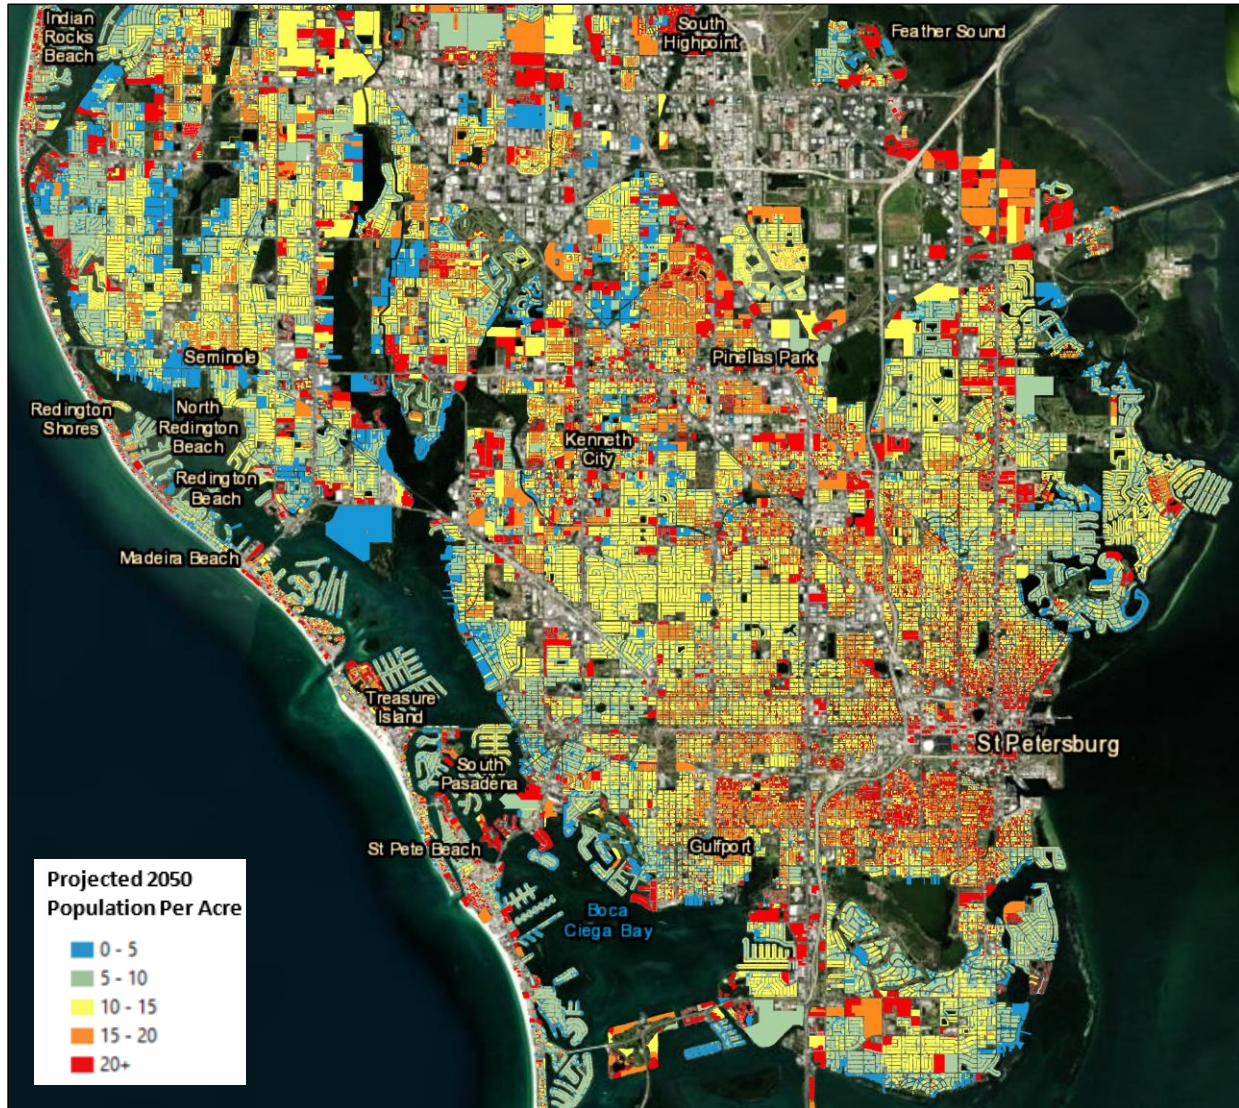 Indian
Rocks
Beach
South
Highpoint
Feather Sound
Seminole
Pinellas Park
Redington
Shores
North
Redington
Beach
Kenneth
City
Redington
Beach
Madeira Beach
Treasure
Island
St Petersburg
South
Pasadena
St Pete Beach
Gulfport
Boca
Ciega Bay
Projected 2050
Population Per Acre
0 - 5
5 - 10
10 - 15
15 - 20
20+